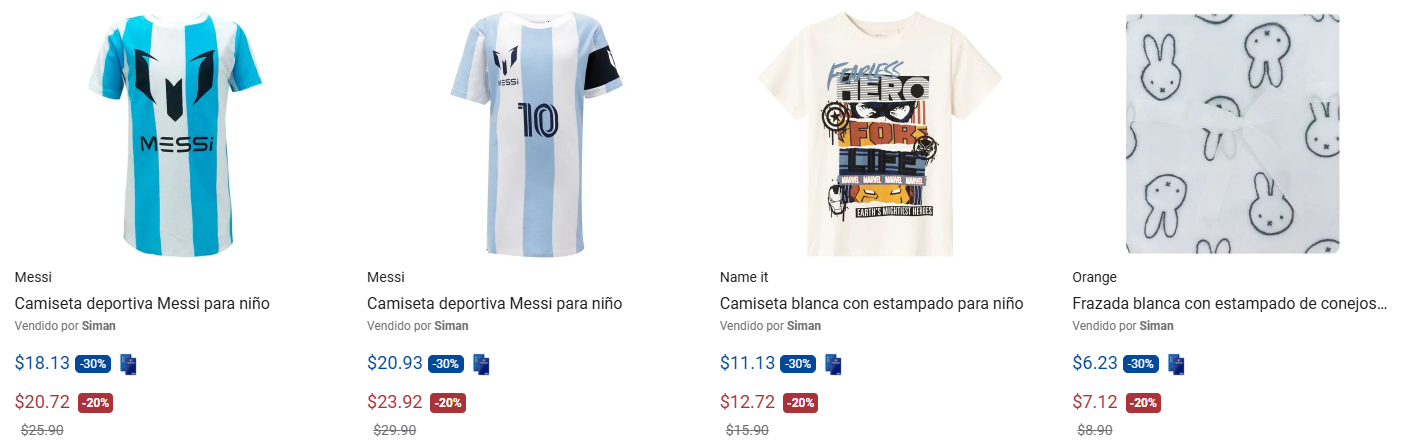 MESSi
MESSi
10
FEARLESS
HERO
FOR
LIFE
MARVEL MARVEL MARVEL MARVEL
EARTH'S MIGHTIEST HEROES
Messi
Camiseta deportiva Messi para niño
Vendido por Siman
$18.13 -30%
$20.72 -20%
$25.90
Messi
Camiseta deportiva Messi para niño
Vendido por Siman
$20.93 -30%
$23.92 -20%
$29.90
Name it
Camiseta blanca con estampado para niño
Vendido por Siman
$11.13 -30%
$12.72 -20%
$15.90
Orange
Frazada blanca con estampado de conejos...
Vendido por Siman
$6.23 -30%
$7.12 -20%
$8.90